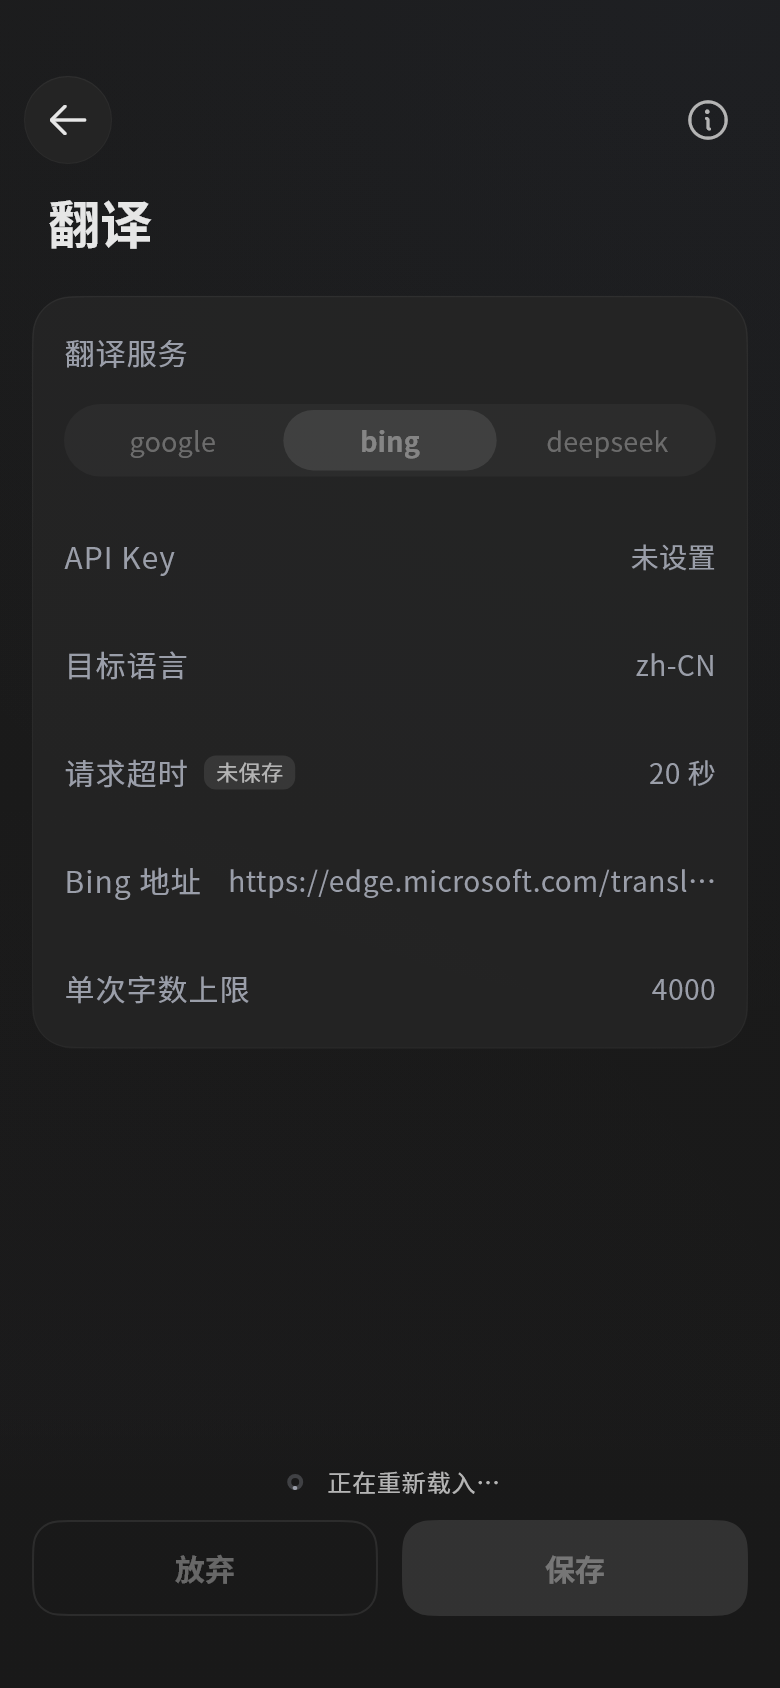 翻译
翻译服务
google bing deepseek
API Key 未设置
目标语言 zh-CN
请求超时 未保存 20 秒
Bing 地址 https://edge.microsoft.com/transl…
单次字数上限 4000
正在重新载入…
放弃 保存